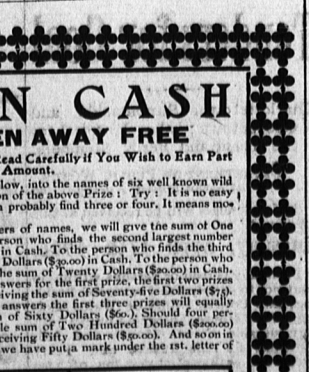 N CASH
EN AWAY FREE
ead Carefully if You Wish to Earn Part
Amount.
low, into the names of six well known wild
n of the above Prize : Try : It is no easy
probably find three or four. It means mo
ers of names, we will give the sum of One
rson who finds the second largest number
in Cash. To the person who finds the third
Dollars ($30.00) in Cash. To the person who
he sum of Twenty Dollars ($20.00) in Cash.
swers for the first prize, the first two prizes
iving the sum of Seventy-five Dollars ($75).
answers the first three prizes will equally
of Sixty Dollars ($60.). Should four per-
le sum of Two Hundred Dollars ($200.00)
ceiving Fifty Dollars ($50.00). And so on in
we have put a mark under the 1st. letter of